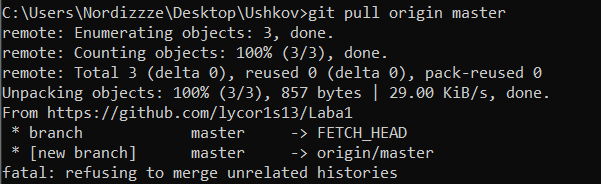 C:\Users\Nordizzze\Desktop\Ushkov>git pull origin master
remote: Enumerating objects: 3, done.
remote: Counting objects: 100% (3/3), done.
remote: Total 3 (delta 0), reused 0 (delta 0), pack-reused 0
Unpacking objects: 100% (3/3), 857 bytes | 29.00 KiB/s, done.
From https://github.com/lycor1s13/Laba1
 * branch            master     -> FETCH_HEAD
 * [new branch]      master     -> origin/master
fatal: refusing to merge unrelated histories